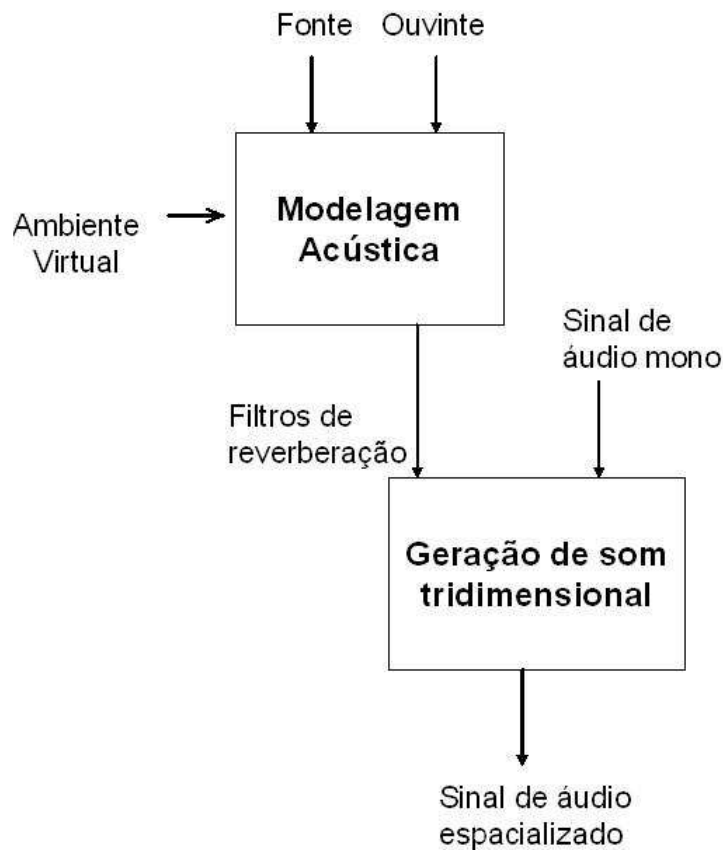 Fonte
Ouvinte
Modelagem
Acústica
Ambiente
Virtual
Sinal de
áudio mono
Filtros de
reverberação
Geração de som
tridimensional
Sinal de áudio
espacializado